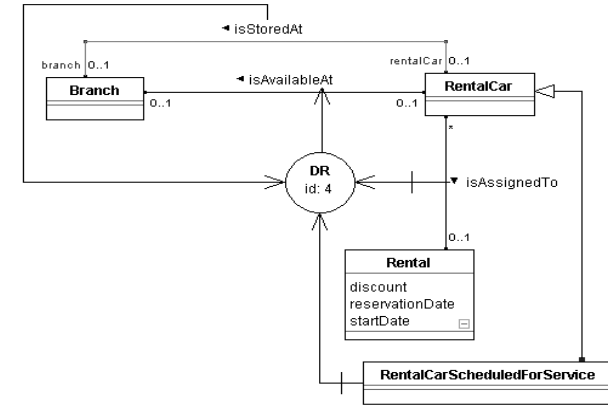 ◄ isStoredAt
branch 0..1
rentalCar 0..1
Branch
◄ isAvailableAt
RentalCar
0..1
0..1
*
DR
id: 4
▼ isAssignedTo
0..1
Rental
discount
reservationDate
startDate
RentalCarScheduledForService